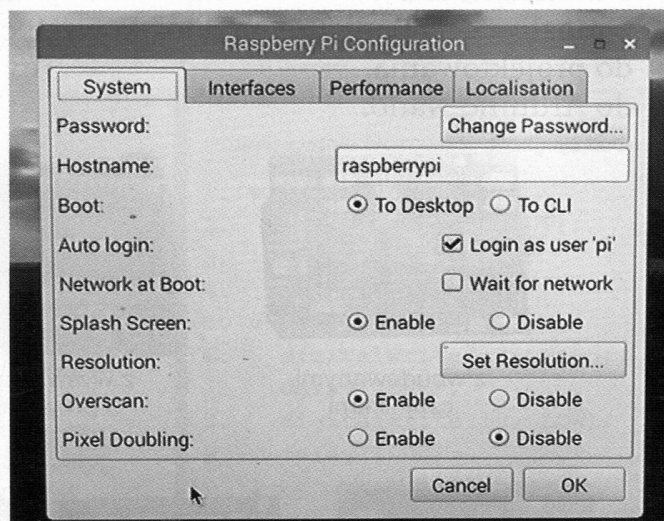 Raspberry Pi Configuration
System Interfaces Performance Localisation
Password: Change Password...
Hostname: raspberrypi
Boot: To Desktop To CLI
Auto login: Login as user 'pi'
Network at Boot: Wait for network
Splash Screen: Enable Disable
Resolution: Set Resolution...
Overscan: Enable Disable
Pixel Doubling: Enable Disable
Cancel OK